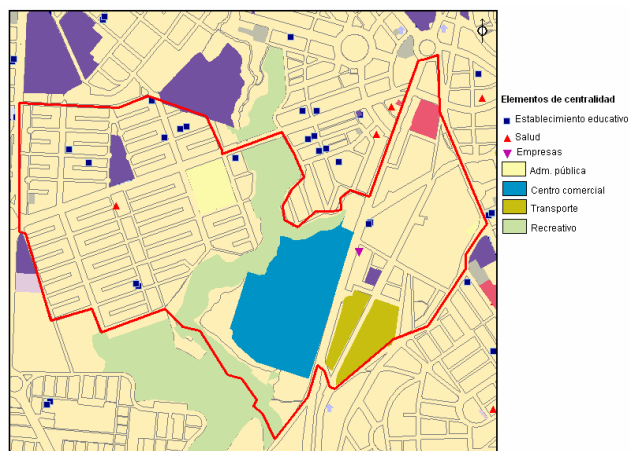 Elementos de centralidad
Establecimiento educativo
Salud
Empresas
Adm. pública
Centro comercial
Transporte
Recreativo